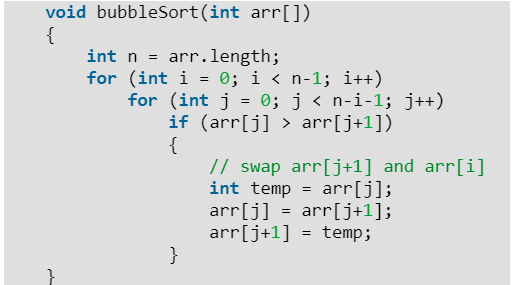 void bubbleSort(int arr[])
{
    int n = arr.length;
    for (int i = 0; i < n-1; i++)
        for (int j = 0; j < n-i-1; j++)
            if (arr[j] > arr[j+1])
            {
                // swap arr[j+1] and arr[i]
                int temp = arr[j];
                arr[j] = arr[j+1];
                arr[j+1] = temp;
            }
}